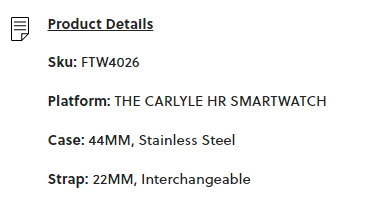 Product Details
Sku: FTW4026
Platform: THE CARLYLE HR SMARTWATCH
Case: 44MM, Stainless Steel
Strap: 22MM, Interchangeable